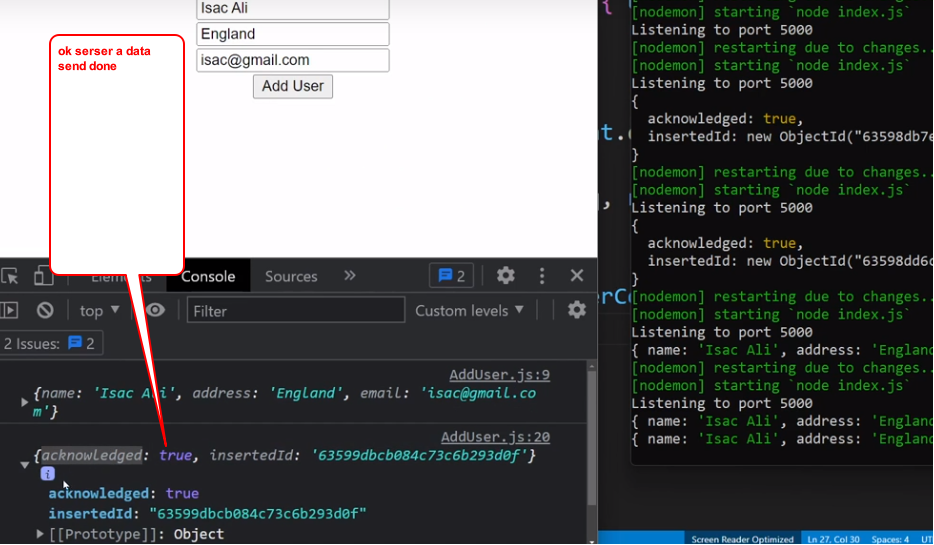 Isac Ali
England
isac@gmail.com
Add User
ok serser a data
send done
Elements Console Sources
2
top Filter Custom levels
2 Issues: 2
AddUser.js:9
{name: 'Isac Ali', address: 'England', email: 'isac@gmail.co
m'}
AddUser.js:20
{acknowledged: true, insertedId: '63599dbcb084c73c6b293d0f'}
i
acknowledged: true
insertedId: "63599dbcb084c73c6b293d0f"
[[Prototype]]: Object
{
t.
],
erCo
[nodemon] starting `node index.js`
Listening to port 5000
[nodemon] restarting due to changes..
[nodemon] starting `node index.js`
Listening to port 5000
{
acknowledged: true,
insertedId: new ObjectId("63598db7e
}
[nodemon] restarting due to changes..
[nodemon] starting `node index.js`
Listening to port 5000
{
acknowledged: true,
insertedId: new ObjectId("63598dd6c
}
[nodemon] restarting due to changes..
[nodemon] starting `node index.js`
Listening to port 5000
{ name: 'Isac Ali', address: 'England
[nodemon] restarting due to changes..
[nodemon] starting `node index.js`
Listening to port 5000
{ name: 'Isac Ali', address: 'England
{ name: 'Isac Ali', address: 'England
Screen Reader Optimized Ln 27, Col 30 Spaces: 4 UT